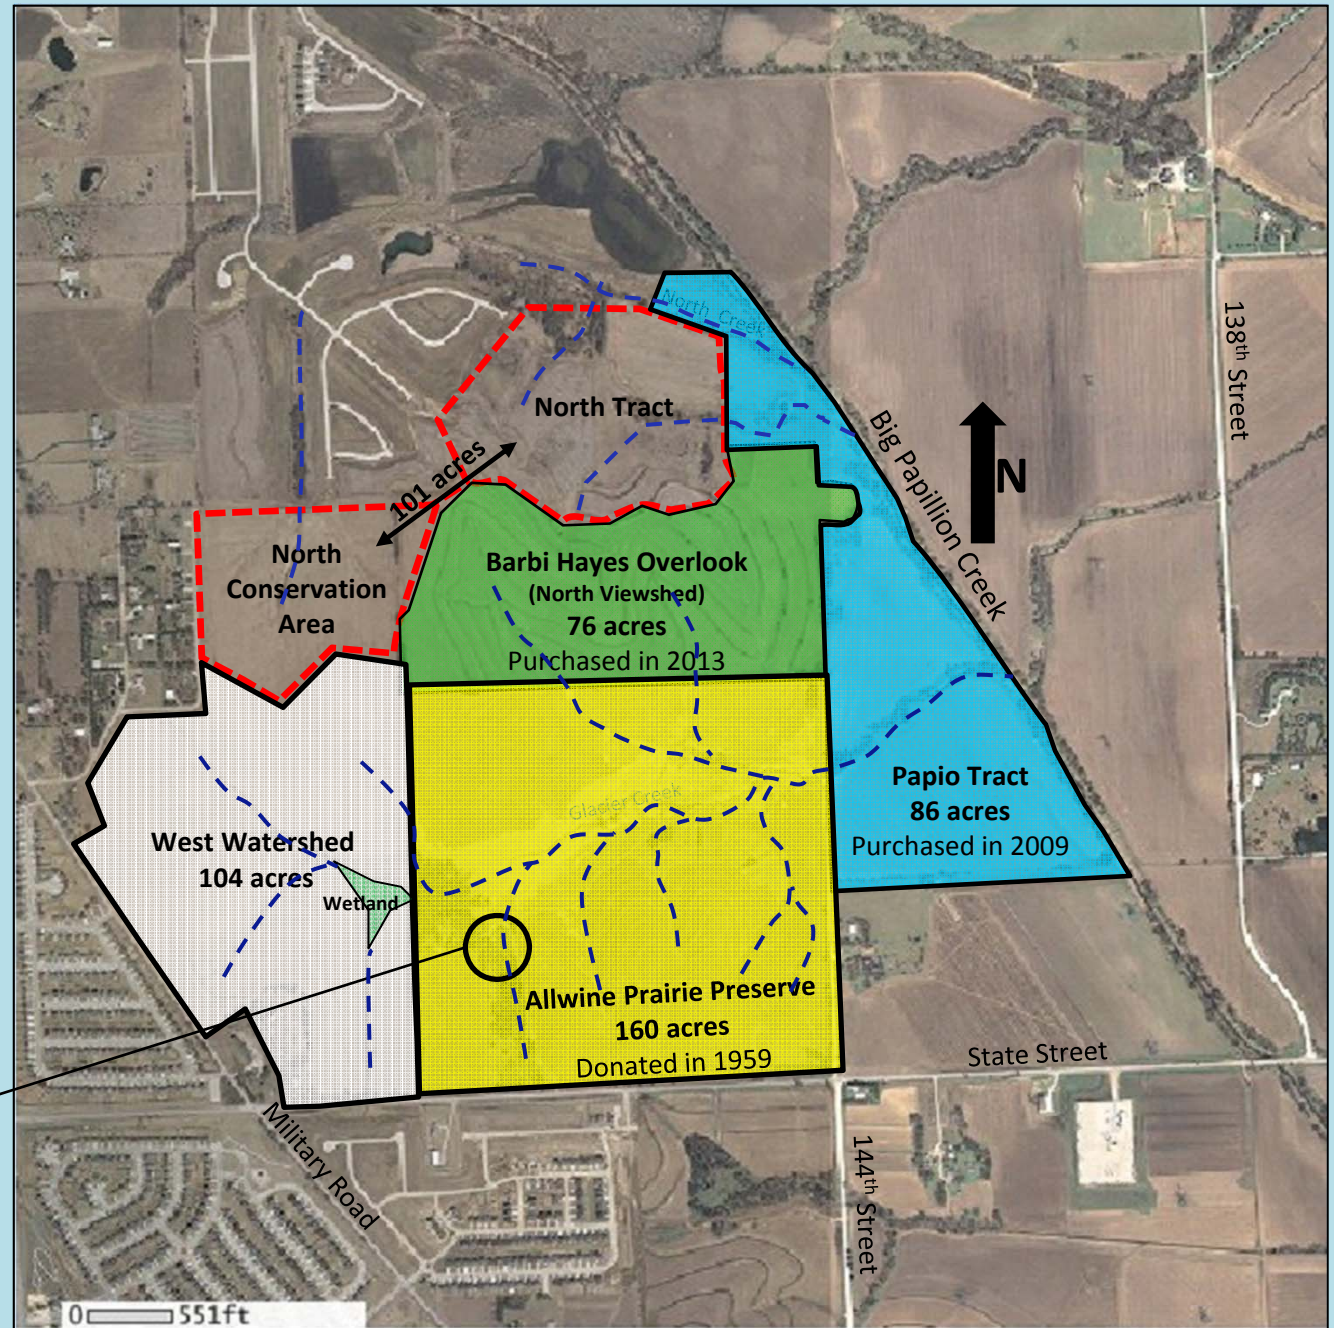 North Creek
138th Street
North Tract
Big Papillion Creek
N
101 acres
North
Conservation
Area
Barbi Hayes Overlook
(North Viewshed)
76 acres
Purchased in 2013
Papio Tract
86 acres
Purchased in 2009
Glacier Creek
West Watershed
104 acres
Wetland
Allwine Prairie Preserve
160 acres
Donated in 1959
State Street
Military Road
144th Street
0 551ft